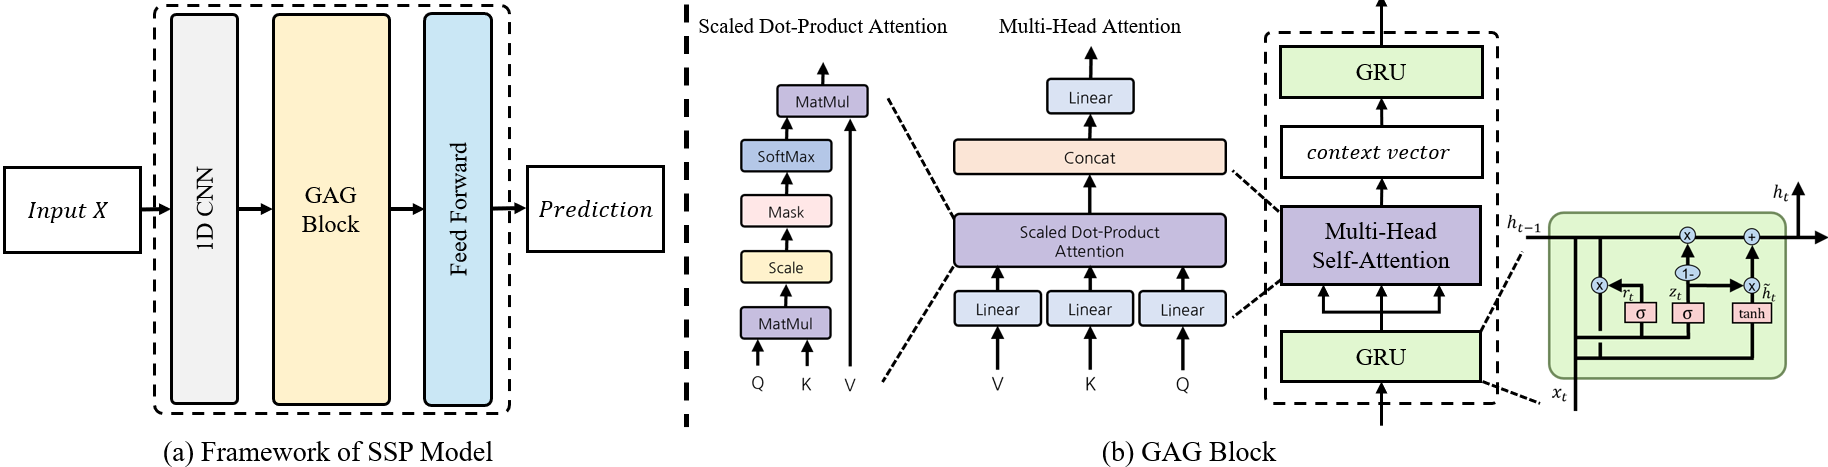 Input X
1D CNN
GAG
Block
Feed Forward
Prediction
(a) Framework of SSP Model
Scaled Dot-Product Attention
MatMul
SoftMax
Mask
Scale
MatMul
Q K V
Multi-Head Attention
Linear
Concat
Scaled Dot-Product
Attention
Linear Linear Linear
V K Q
GRU
context vector
Multi-Head
Self-Attention
GRU
h_t
h_{t-1}
x +
1-
x r_t z_t x h̃_t
σ σ tanh
x_t
(b) GAG Block